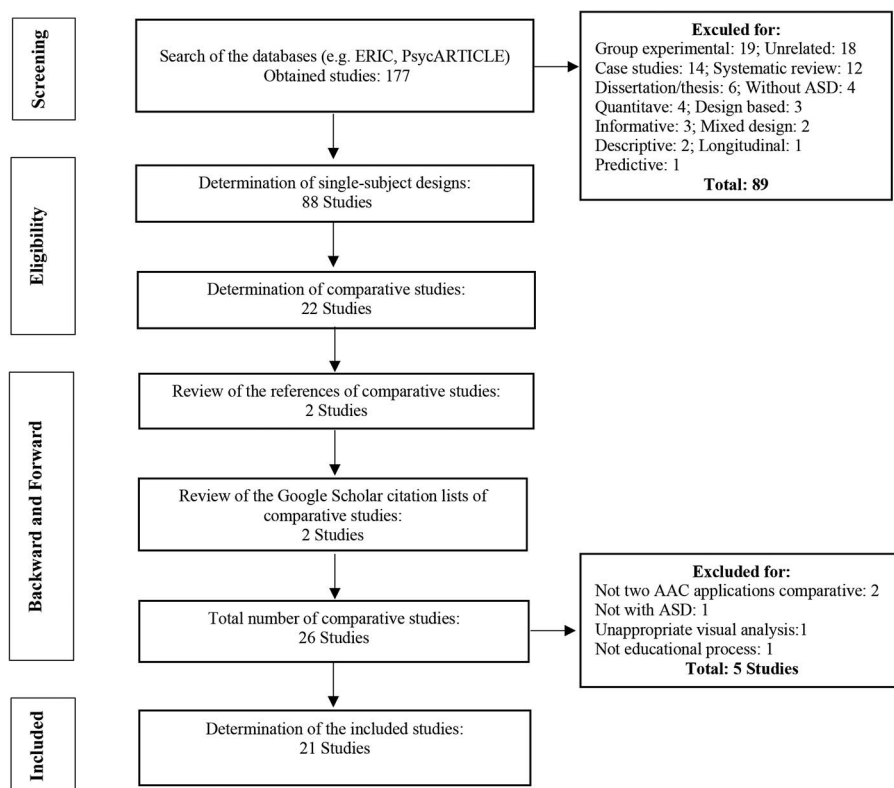 Screening
Search of the databases (e.g. ERIC, PsycARTICLE)
Obtained studies: 177
Exculed for:
Group experimental: 19; Unrelated: 18
Case studies: 14; Systematic review: 12
Dissertation/thesis: 6; Without ASD: 4
Quantitave: 4; Design based: 3
Informative: 3; Mixed design: 2
Descriptive: 2; Longitudinal: 1
Predictive: 1
Total: 89
Eligibility
Determination of single-subject designs:
88 Studies
Determination of comparative studies:
22 Studies
Backward and Forward
Review of the references of comparative studies:
2 Studies
Review of the Google Scholar citation lists of
comparative studies:
2 Studies
Total number of comparative studies:
26 Studies
Excluded for:
Not two AAC applications comparative: 2
Not with ASD: 1
Unappropriate visual analysis:1
Not educational process: 1
Total: 5 Studies
Included
Determination of the included studies:
21 Studies